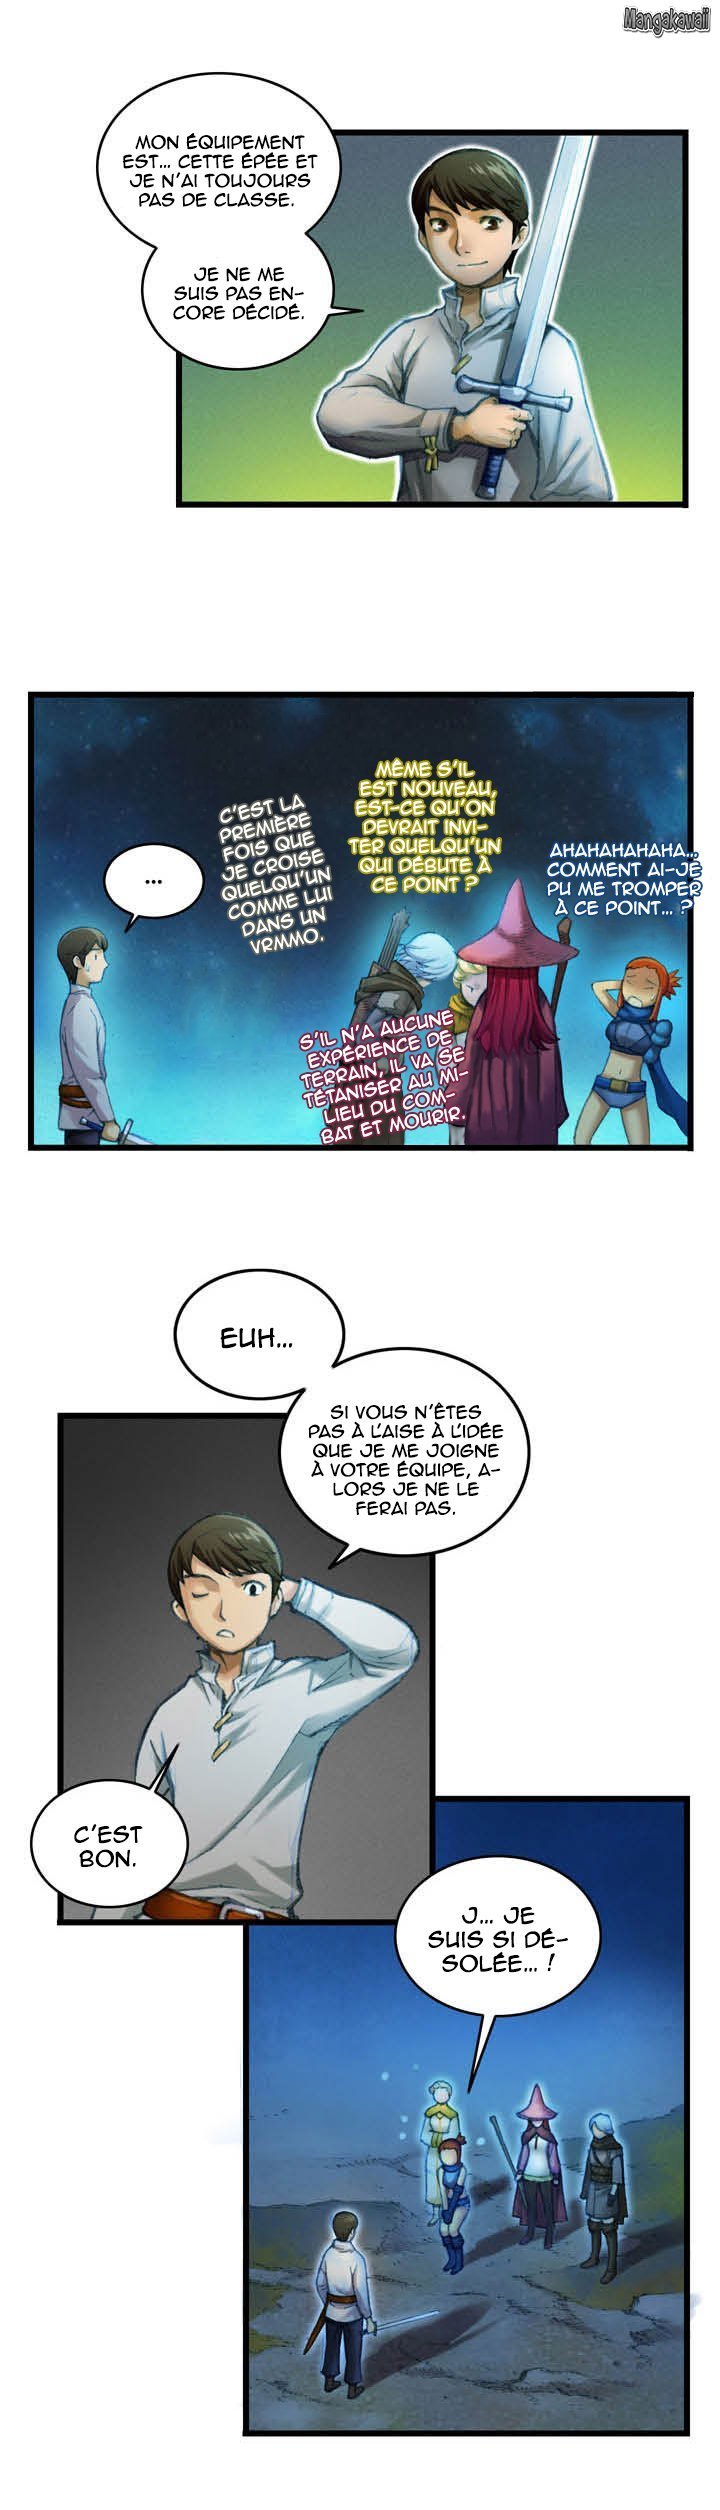 Mangakawaii
MON ÉQUIPEMENT
EST... CETTE ÉPÉE ET
JE N'AI TOUJOURS
PAS DE CLASSE.
JE NE ME
SUIS PAS EN-
CORE DÉCIDÉ.
...
C'EST LA
PREMIÈRE
FOIS QUE
JE CROISE
QUELQU'UN
COMME LUI
DANS UN
VRMMO.
MÊME S'IL
EST NOUVEAU,
EST-CE QU'ON
DEVRAIT INVI-
TER QUELQU'UN
QUI DÉBUTE À
CE POINT ?
AHAHAHAHAHA...
COMMENT AI-JE
PU ME TROMPER
À CE POINT... ?
S'IL N'A AUCUNE
EXPÉRIENCE DE
TERRAIN, IL VA SE
TÉTANISER AU MI-
LIEU DU COM-
BAT ET MOURIR.
EUH...
SI VOUS N'ÊTES
PAS À L'AISE À L'IDÉE
QUE JE ME JOIGNE
À VOTRE ÉQUIPE, A-
LORS JE NE LE
FERAI PAS.
C'EST
BON.
J... JE
SUIS SI DÉ-
SOLÉE... !